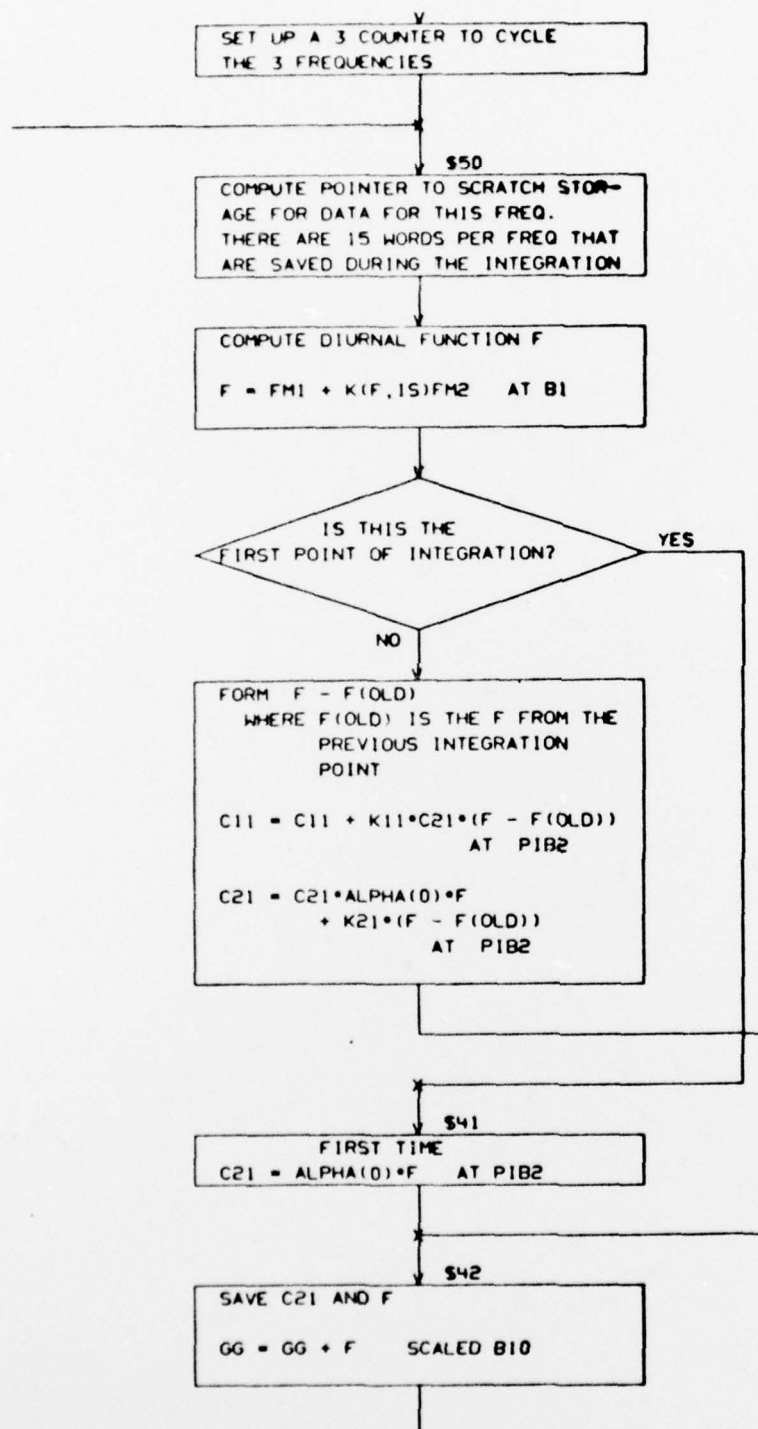 SET UP A 3 COUNTER TO CYCLE
THE 3 FREQUENCIES
$50
COMPUTE POINTER TO SCRATCH STOR-
AGE FOR DATA FOR THIS FREQ.
THERE ARE 15 WORDS PER FREQ THAT
ARE SAVED DURING THE INTEGRATION
COMPUTE DIURNAL FUNCTION F
F = FM1 + K(F,IS)FM2 AT B1
IS THIS THE
FIRST POINT OF INTEGRATION?
YES
NO
FORM F - F(OLD)
WHERE F(OLD) IS THE F FROM THE
PREVIOUS INTEGRATION
POINT
C11 = C11 + K11*C21*(F - F(OLD))
AT PIB2
C21 = C21*ALPHA(0)*F
+ K21*(F - F(OLD))
AT PIB2
$41
FIRST TIME
C21 = ALPHA(0)*F AT PIB2
$42
SAVE C21 AND F
GG = GG + F SCALED B10